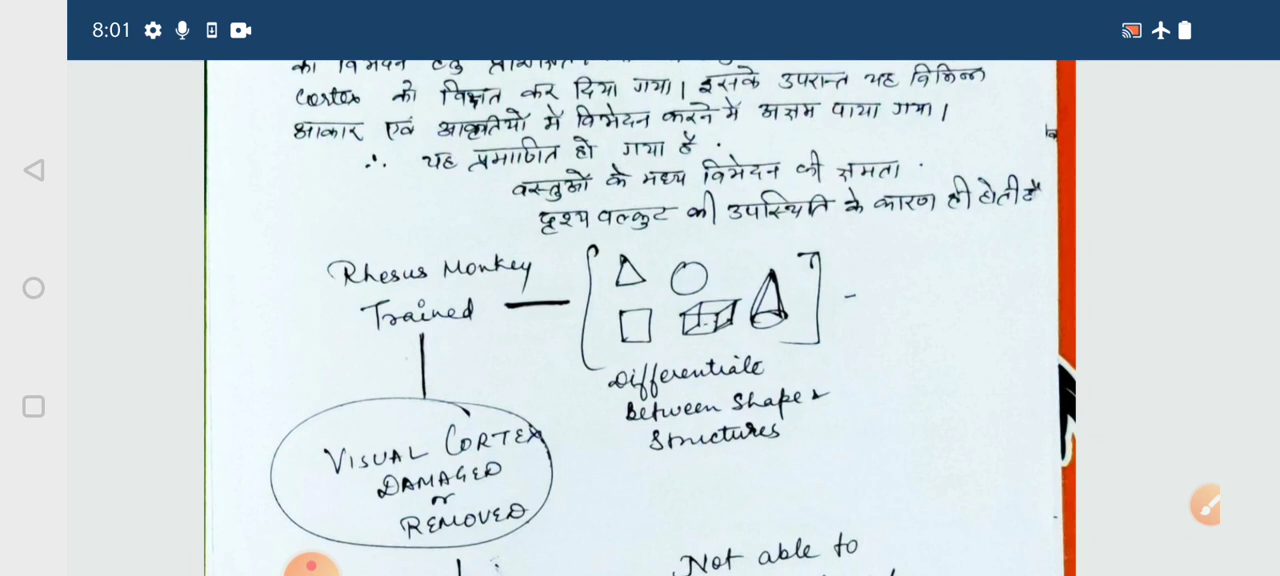 8:01
का विभेदन हेतु
Cortex को विक्षत कर दिया गया। इसके उपरान्त यह विभिन्न
आकार एवं आकृतियों में विभेदन करने में अक्षम पाया गया।
∴ यह प्रमाणित हो गया है .
वस्तुओं के मध्य विभेदन की क्षमता .
दृश्य वल्कुट की उपस्थिति के कारण ही होती है
Rhesus Monkey
Trained
Differentiate
Between Shape &
Structures
VISUAL CORTEX
DAMAGED
or
REMOVED
Not able to